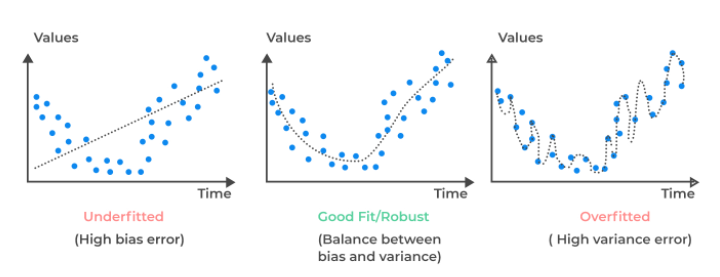 Values
Values
Values
Time
Time
Time
Underfitted
Good Fit/Robust
Overfitted
(High bias error)
(Balance between
bias and variance)
( High variance error)